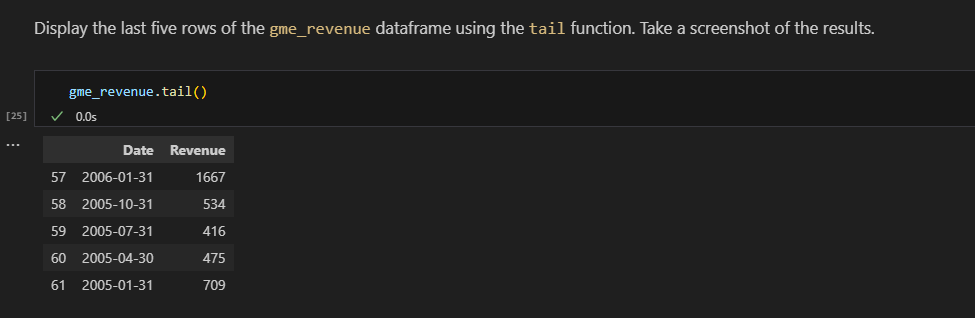 Display the last five rows of the gme_revenue dataframe using the tail function. Take a screenshot of the results.
gme_revenue.tail()
[25] 0.0s
...
Date Revenue
57 2006-01-31 1667
58 2005-10-31 534
59 2005-07-31 416
60 2005-04-30 475
61 2005-01-31 709